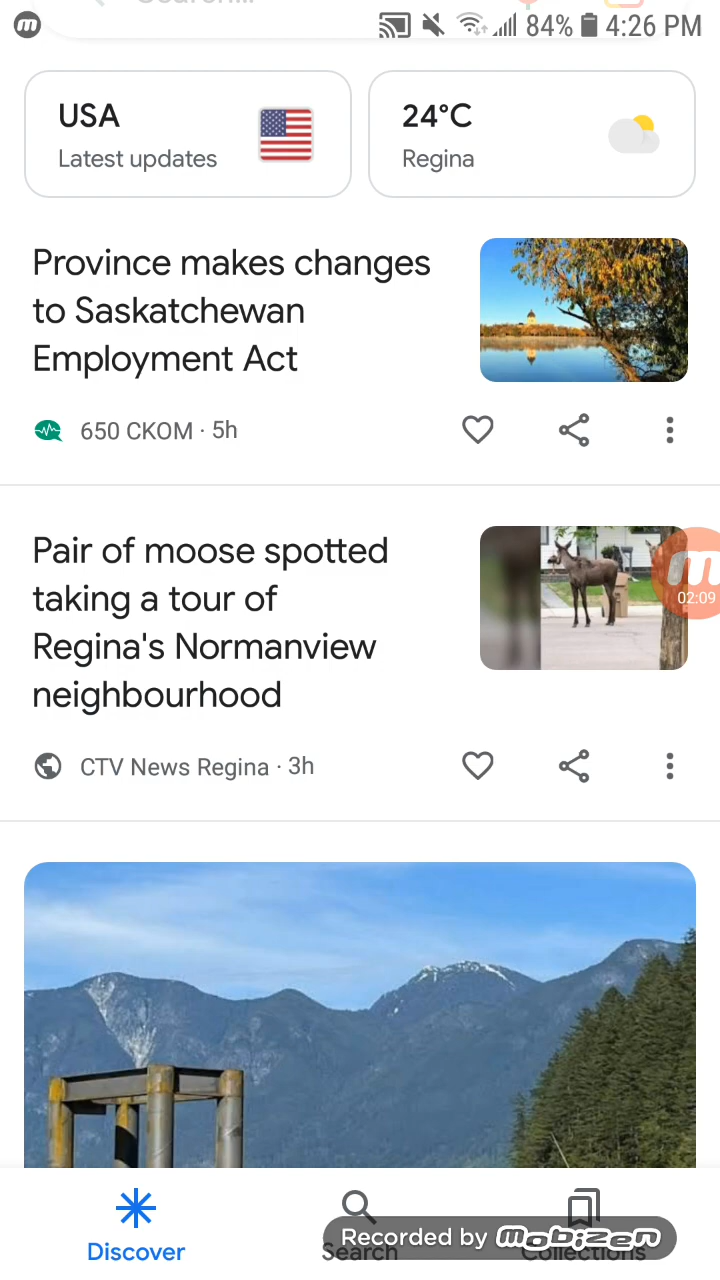 84% 4:26 PM
USA
Latest updates
24°C
Regina
Province makes changes
to Saskatchewan
Employment Act
650 CKOM · 5h
Pair of moose spotted
taking a tour of
Regina's Normanview
neighbourhood
CTV News Regina · 3h
02:09
Discover
Search
Collections
Recorded by mobizen